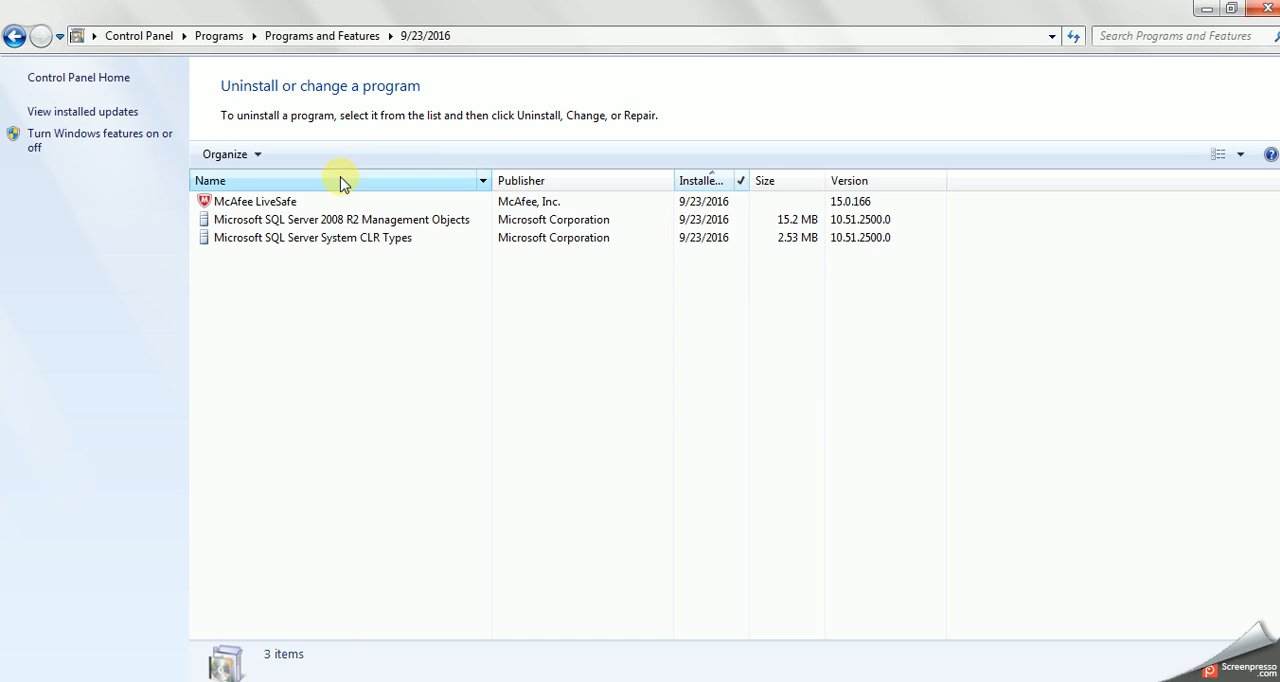 Control Panel Programs Programs and Features 9/23/2016 Search Programs and Features
Control Panel Home
View installed updates
Turn Windows features on or
off
Uninstall or change a program
To uninstall a program, select it from the list and then click Uninstall, Change, or Repair.
Organize
Name Publisher Installe... Size Version
McAfee LiveSafe McAfee, Inc. 9/23/2016 15.0.166
Microsoft SQL Server 2008 R2 Management Objects Microsoft Corporation 9/23/2016 15.2 MB 10.51.2500.0
Microsoft SQL Server System CLR Types Microsoft Corporation 9/23/2016 2.53 MB 10.51.2500.0
3 items
Screenpresso
.com